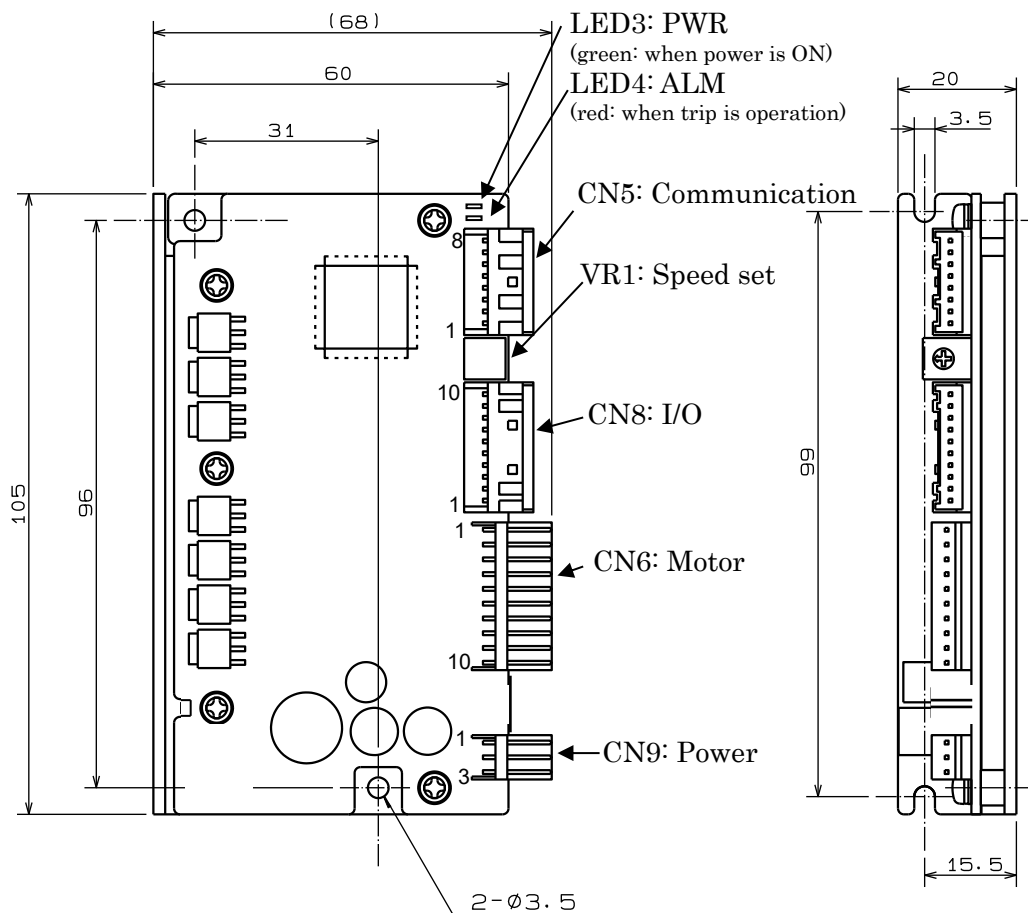 (68)
LED3: PWR
(green: when power is ON)
60
LED4: ALM
(red: when trip is operation)
20
31
3.5
CN5: Communication
8
VR1: Speed set
1
10
CN8: I/O
99
105
96
1
1
CN6: Motor
10
1
CN9: Power
3
15.5
2-Ø3.5